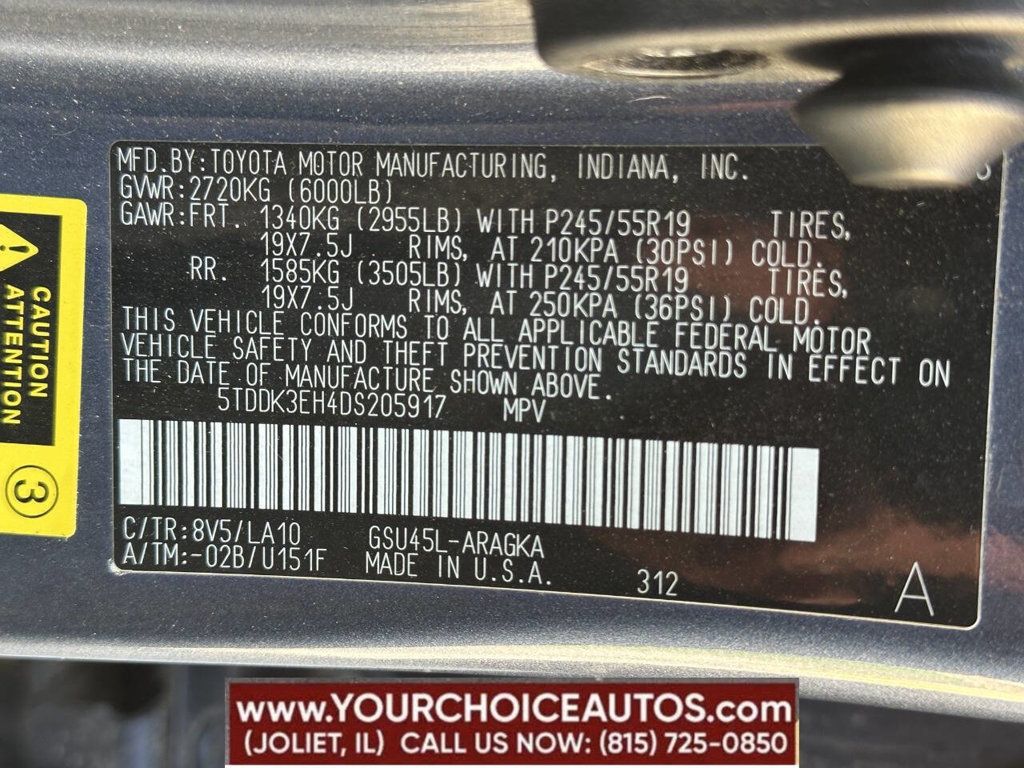 MFD.BY:TOYOTA MOTOR MANUFACTURING, INDIANA, INC.
GVWR:2720KG (6000LB)
GAWR:FRT. 1340KG (2955LB) WITH P245/55R19 TIRES,
19X7.5J RIMS, AT 210KPA (30PSI) COLD.
RR. 1585KG (3505LB) WITH P245/55R19 TIRES,
19X7.5J RIMS, AT 250KPA (36PSI) COLD.
THIS VEHICLE CONFORMS TO ALL APPLICABLE FEDERAL MOTOR
VEHICLE SAFETY AND THEFT PREVENTION STANDARDS IN EFFECT ON
THE DATE OF MANUFACTURE SHOWN ABOVE.
5TDDK3EH4DS205917 MPV
C/TR:8V5/LA10 GSU45L-ARAGKA
A/TM:-02B/U151F MADE IN U.S.A.
312
A
CAUTION
ATTENTION
3
WWW.YOURCHOICEAUTOS.com
(JOLIET, IL) CALL US NOW: (815) 725-0850